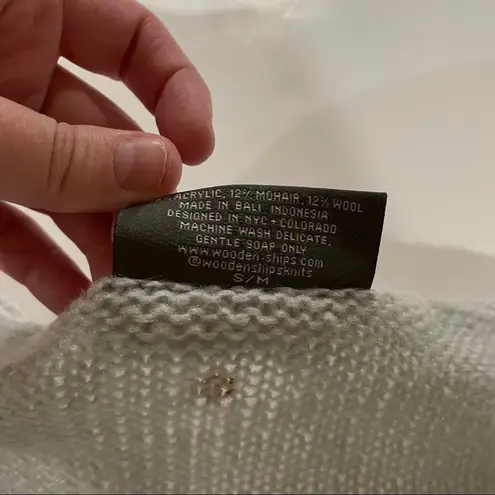 ACRYLIC, 12% MOHAIR, 12% WOOL
MADE IN BALI, INDONESIA
DESIGNED IN NYC + COLORADO
MACHINE WASH DELICATE,
GENTLE SOAP ONLY
www.wooden-ships.com
©woodenshipsknits
S/M